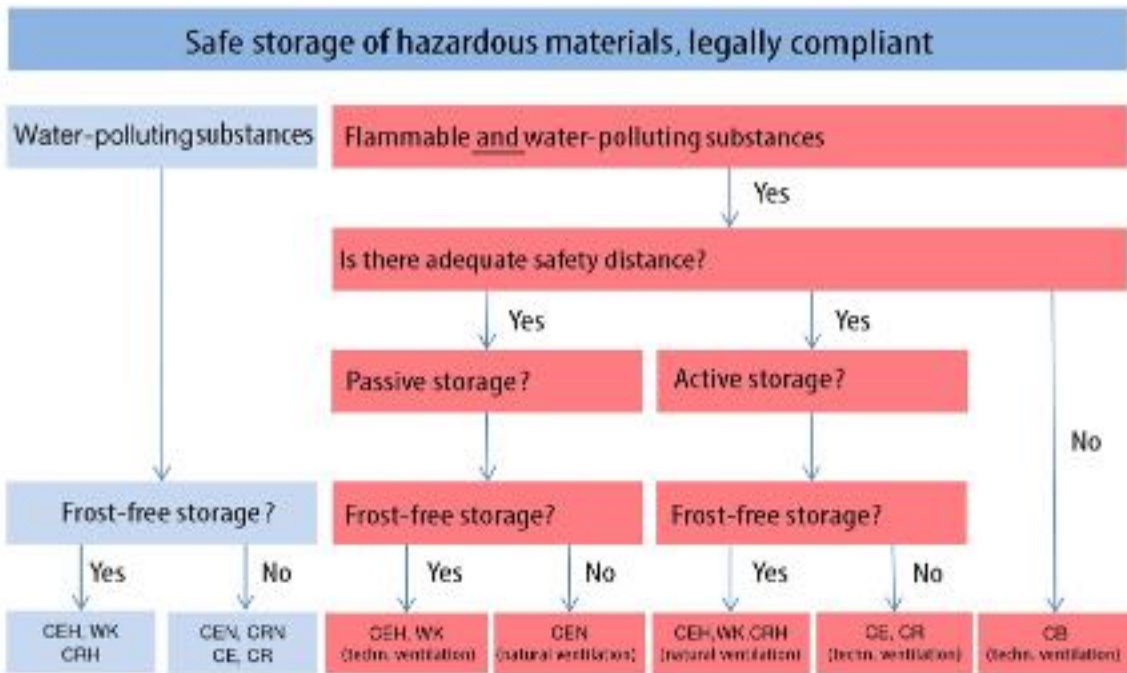 Safe storage of hazardous materials, legally compliant
Water-polluting substances
Flammable and water-polluting substances
Yes
Is there adequate safety distance?
Yes
Yes
Passive storage?
Active storage?
No
Frost-free storage?
Frost-free storage?
Frost-free storage?
Yes
No
Yes
No
Yes
No
CEH, WK
CRH
CEN, CRN
CE, CR
CEH, WK
(techn. ventilation)
CEN
(natural ventilation)
CEH,WK,CRH
(natural ventilation)
CE, CR
(techn. ventilation)
CB
(techn. ventilation)